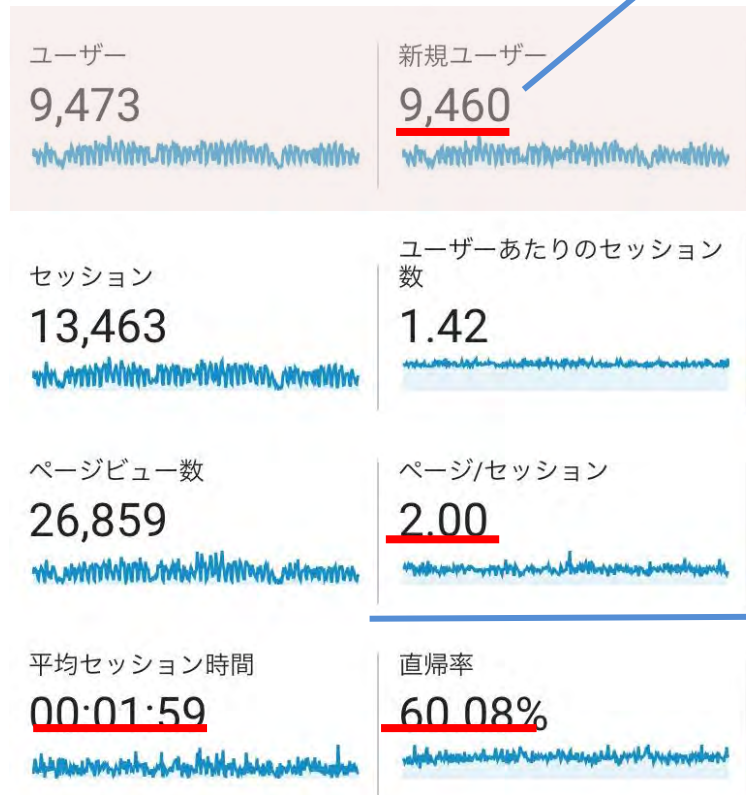 ユーザー
9,473
新規ユーザー
9,460
セッション
13,463
ユーザーあたりのセッション
数
1.42
ページビュー数
26,859
ページ/セッション
2.00
平均セッション時間
00:01:59
直帰率
60.08%